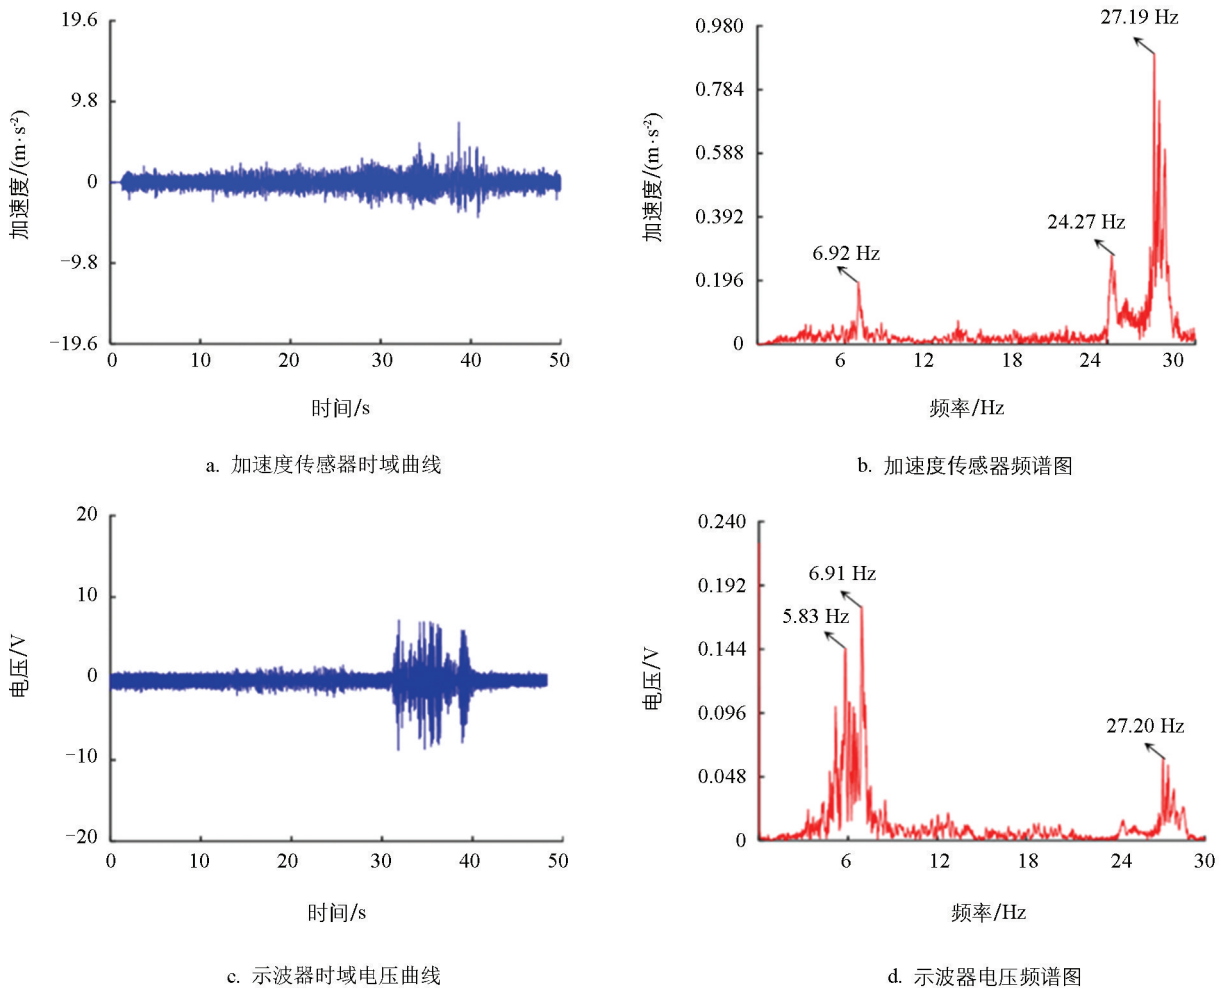 19.6
9.8
0
−9.8
−19.6
加速度/(m·s⁻²)
0 10 20 30 40 50
时间/s
a. 加速度传感器时域曲线
0.980
0.784
0.588
0.392
0.196
0
加速度/(m·s⁻²)
27.19 Hz
24.27 Hz
6.92 Hz
6 12 18 24 30
频率/Hz
b. 加速度传感器频谱图
20
10
0
−10
−20
电压/V
0 10 20 30 40 50
时间/s
c. 示波器时域电压曲线
0.240
0.192
0.144
0.096
0.048
0
电压/V
6.91 Hz
5.83 Hz
27.20 Hz
6 12 18 24 30
频率/Hz
d. 示波器电压频谱图